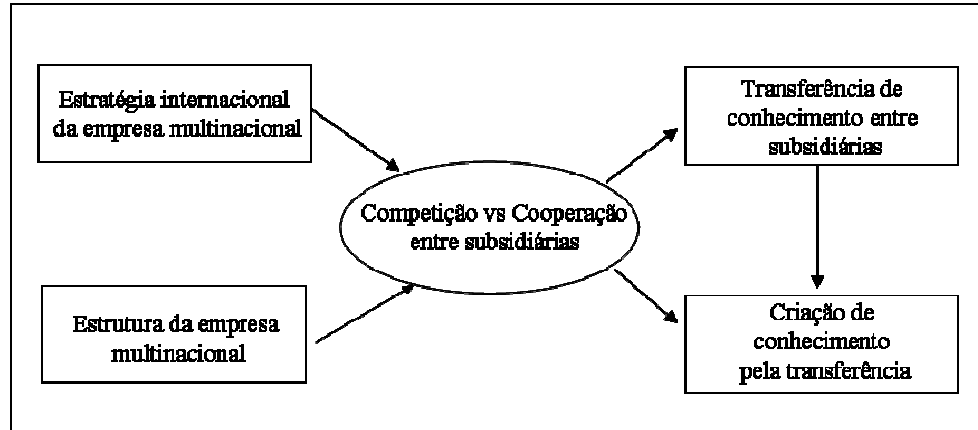 Estratégia internacional
da empresa multinacional
Estrutura da empresa
multinacional
Competição vs Cooperação
entre subsidiárias
Transferência de
conhecimento entre
subsidiárias
Criação de
conhecimento
pela transferência